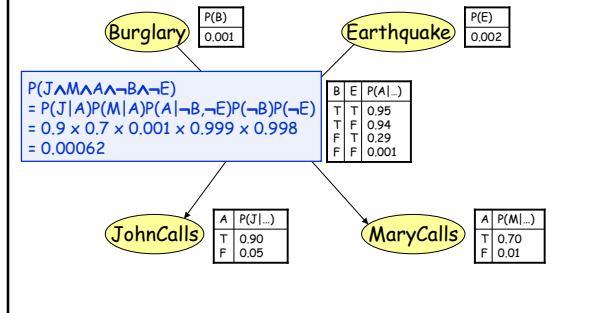 Burglary
P(B)
0.001
Earthquake
P(E)
0.002
P(J∧M∧A∧¬B∧¬E)
= P(J|A)P(M|A)P(A|¬B,¬E)P(¬B)P(¬E)
= 0.9 x 0.7 x 0.001 x 0.999 x 0.998
= 0.00062
B E P(A|…)
T T 0.95
T F 0.94
F T 0.29
F F 0.001
JohnCalls
A P(J|…)
T 0.90
F 0.05
MaryCalls
A P(M|…)
T 0.70
F 0.01